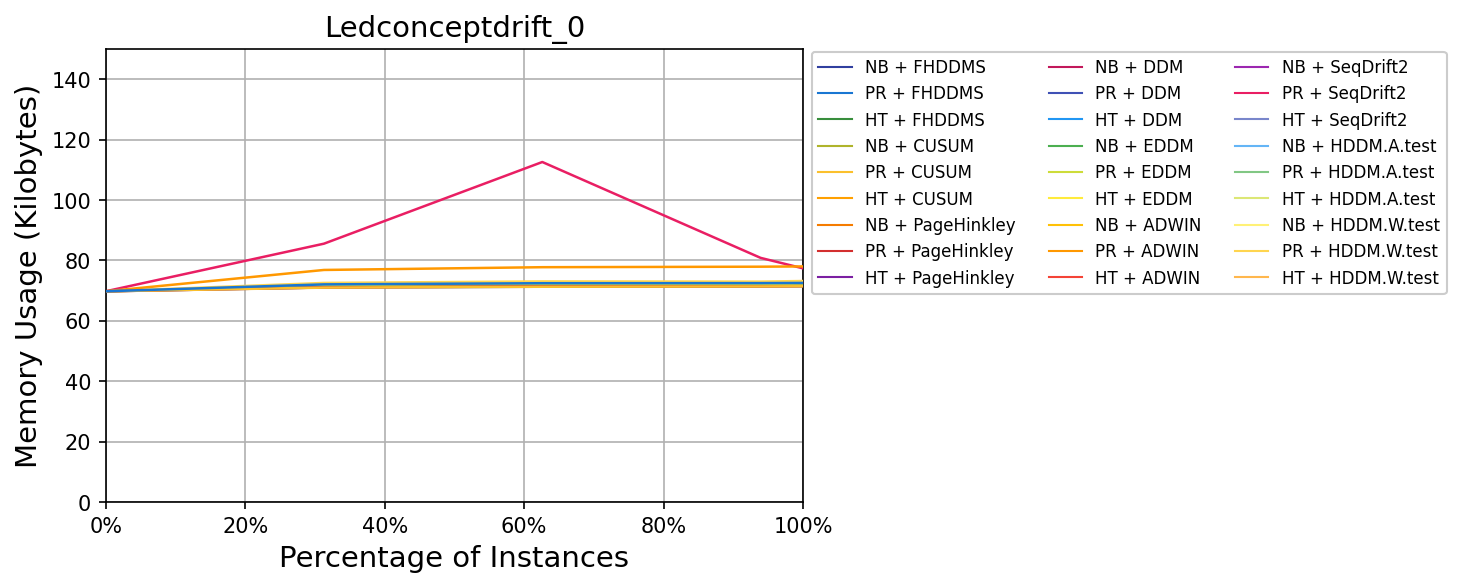 Ledconceptdrift_0
Memory Usage (Kilobytes)
140
120
100
80
60
40
20
0
0% 20% 40% 60% 80% 100%
Percentage of Instances
NB + FHDDMS
PR + FHDDMS
HT + FHDDMS
NB + CUSUM
PR + CUSUM
HT + CUSUM
NB + PageHinkley
PR + PageHinkley
HT + PageHinkley
NB + DDM
PR + DDM
HT + DDM
NB + EDDM
PR + EDDM
HT + EDDM
NB + ADWIN
PR + ADWIN
HT + ADWIN
NB + SeqDrift2
PR + SeqDrift2
HT + SeqDrift2
NB + HDDM.A.test
PR + HDDM.A.test
HT + HDDM.A.test
NB + HDDM.W.test
PR + HDDM.W.test
HT + HDDM.W.test